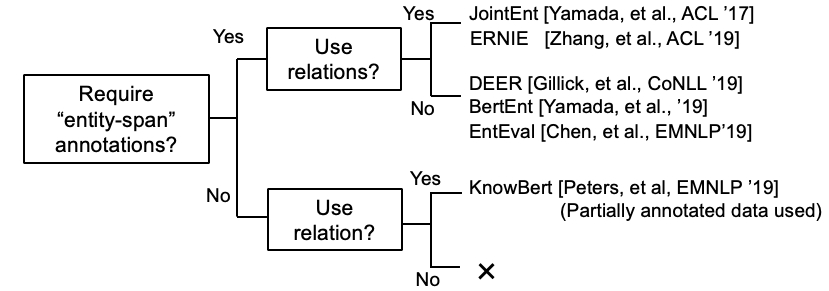 Require
“entity-span”
annotations?
Yes
No
Use
relations?
Yes
No
JointEnt [Yamada, et al., ACL ’17]
ERNIE [Zhang, et al., ACL ’19]
DEER [Gillick, et al., CoNLL ’19]
BertEnt [Yamada, et al., ’19]
EntEval [Chen, et al., EMNLP’19]
Use
relation?
Yes
No
KnowBert [Peters, et al, EMNLP ’19]
(Partially annotated data used)
×